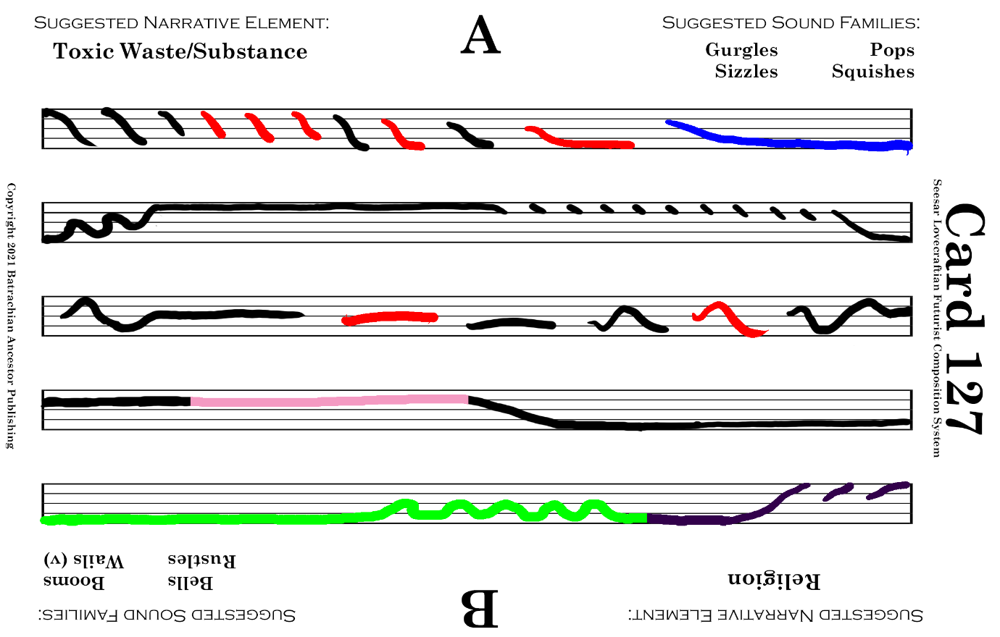 Suggested Narrative Element:
Toxic Waste/Substance
A
Suggested Sound Families:
Gurgles Pops
Sizzles Squishes
Copyright 2021 Batrachian Ancestor Publishing
Seesar Lovecraftian Futurist Composition System
Card 127
B
Suggested Narrative Element:
Religion
Suggested Sound Families:
Bells Booms
Rustles Wails (v)